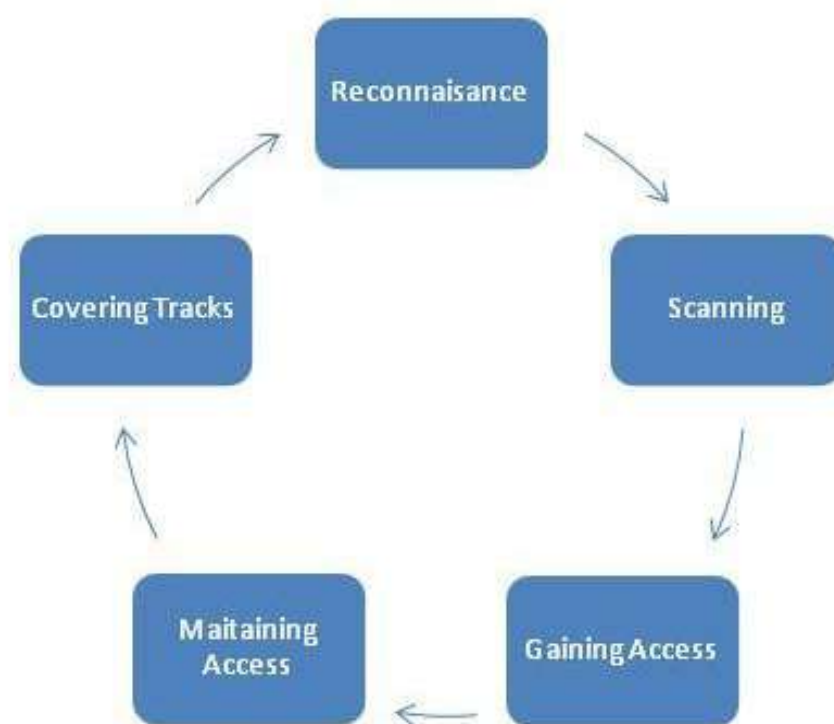 Reconnaisance
Scanning
Gaining Access
Maitaining
Access
Covering Tracks